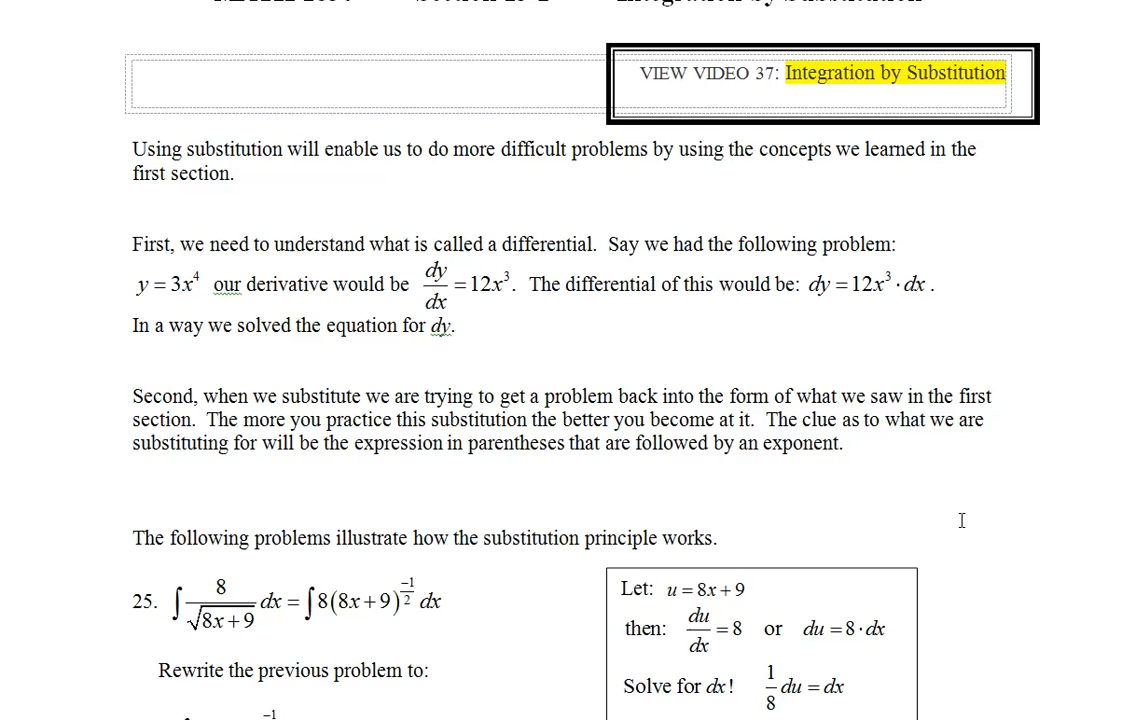 VIEW VIDEO 37: Integration by Substitution
Using substitution will enable us to do more difficult problems by using the concepts we learned in the
first section.
First, we need to understand what is called a differential. Say we had the following problem:
y = 3x⁴ our derivative would be dy/dx = 12x³. The differential of this would be: dy = 12x³ · dx.
In a way we solved the equation for dy.
Second, when we substitute we are trying to get a problem back into the form of what we saw in the first
section. The more you practice this substitution the better you become at it. The clue as to what we are
substituting for will be the expression in parentheses that are followed by an exponent.
The following problems illustrate how the substitution principle works.
25. ∫ 8/√(8x+9) dx = ∫ 8(8x+9)^(-1/2) dx
Let: u = 8x + 9
then: du/dx = 8 or du = 8 · dx
Rewrite the previous problem to:
Solve for dx! 1/8 du = dx